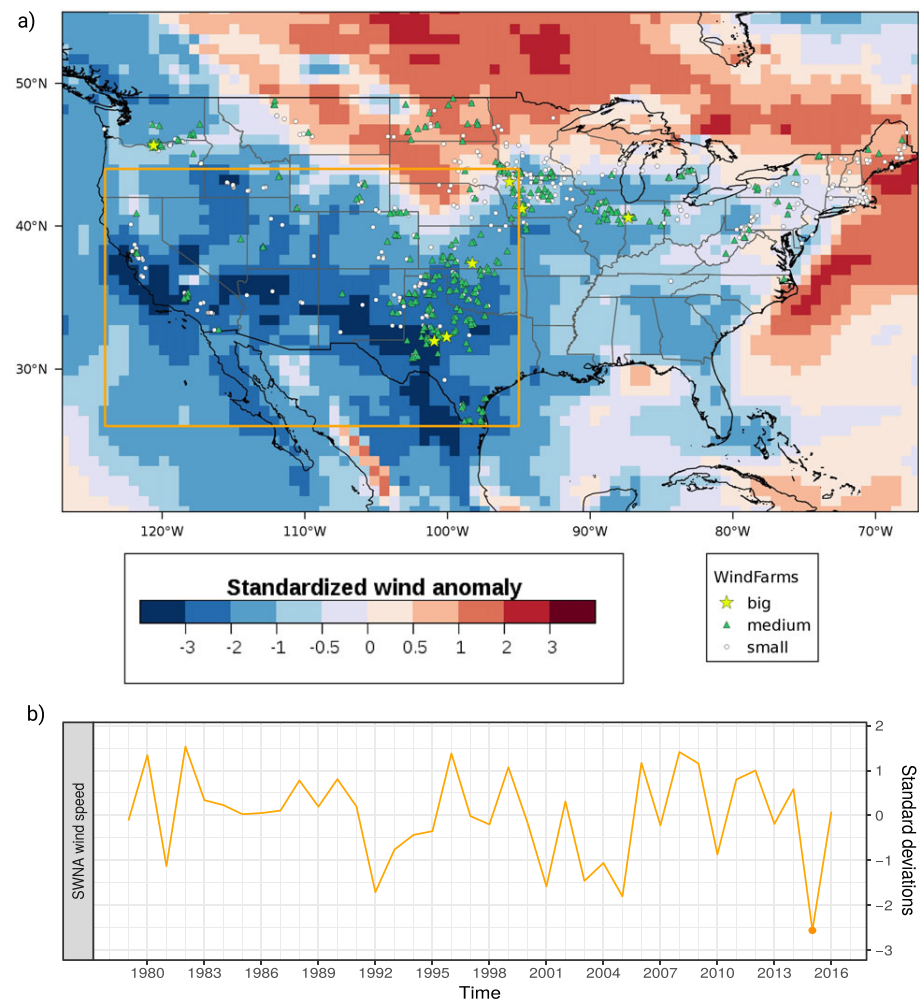 a)
50°N
40°N
30°N
120°W 110°W 100°W 90°W 80°W 70°W
Standardized wind anomaly
-3 -2 -1 -0.5 0 0.5 1 2 3
WindFarms
big
medium
small
b)
SWNA wind speed
2
1
0
−1
−2
−3
Standard deviations
1980 1983 1986 1989 1992 1995 1998 2001 2004 2007 2010 2013 2016
Time